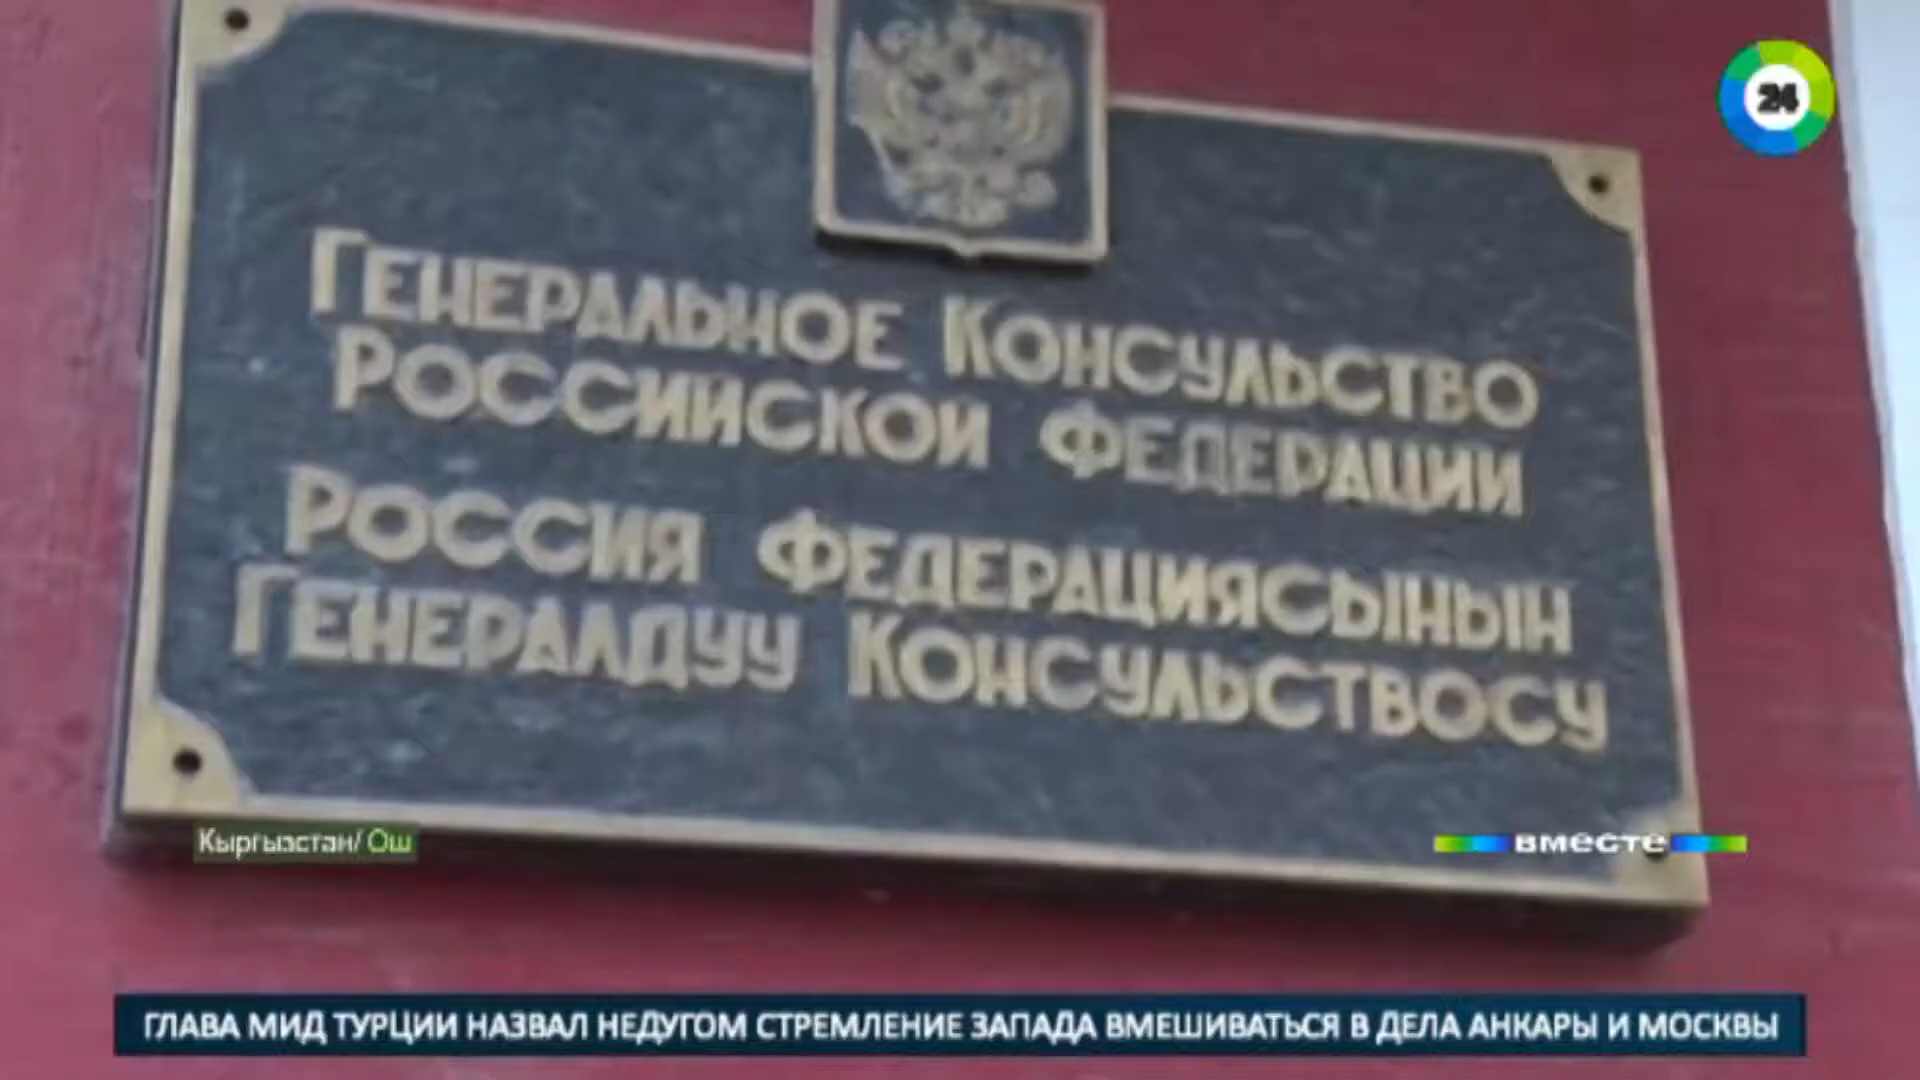 24
ГЕНЕРАЛЬНОЕ КОНСУЛЬСТВО
РОССИЙСКОЙ ФЕДЕРАЦИИ
РОССИЯ ФЕДЕРАЦИЯСЫНЫН
ГЕНЕРАЛДУУ КОНСУЛЬСТВОСУ
Кыргызстан/ Ош
вместе
ГЛАВА МИД ТУРЦИИ НАЗВАЛ НЕДУГОМ СТРЕМЛЕНИЕ ЗАПАДА ВМЕШИВАТЬСЯ В ДЕЛА АНКАРЫ И МОСКВЫ